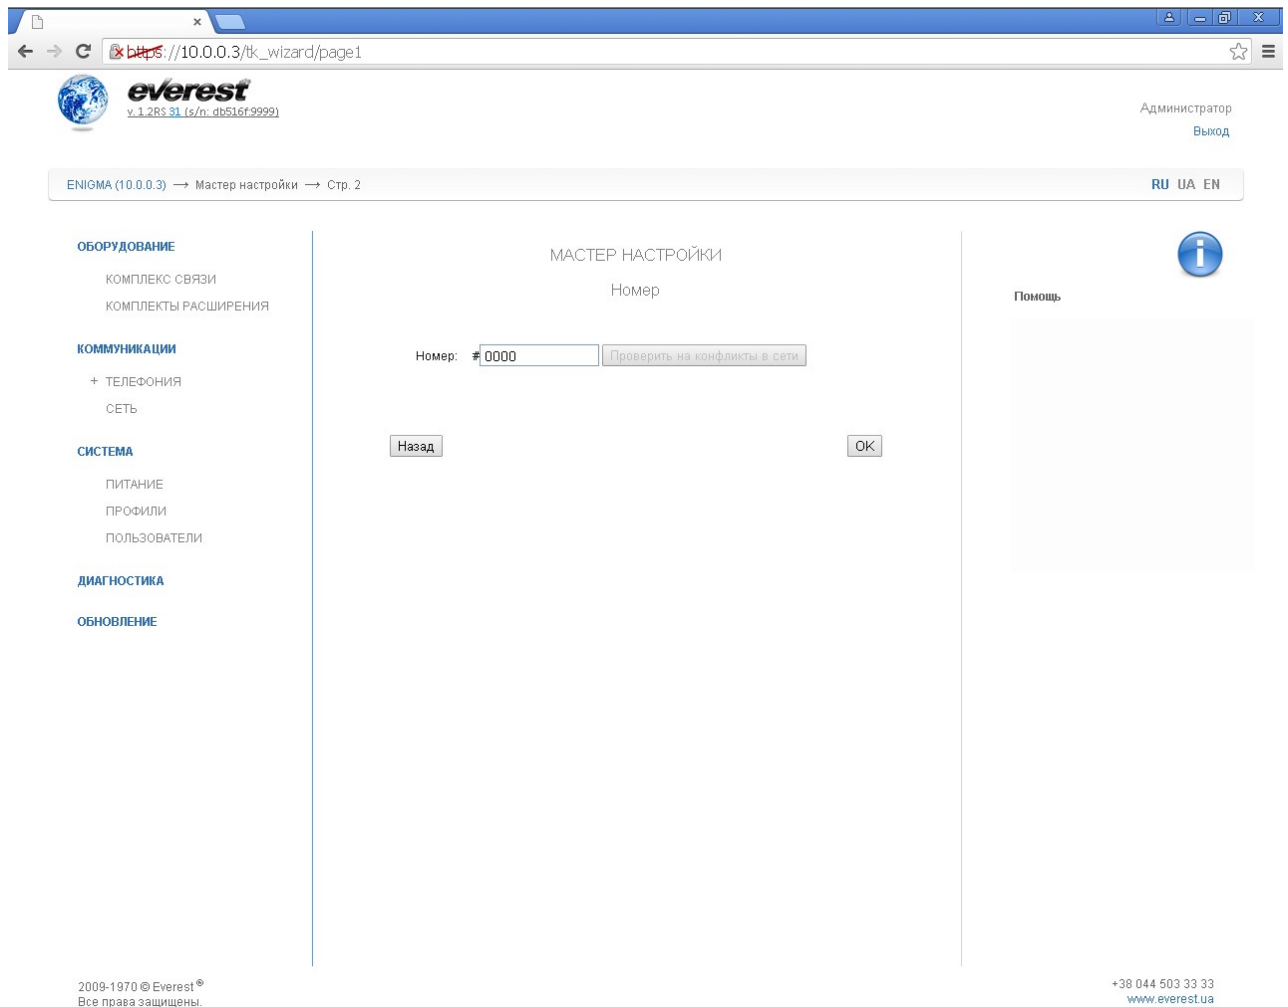 https://10.0.0.3/tk_wizard/page1
everest
v. 1.2RS 31 (s/n: db516f:9999)
Администратор
Выход
ENIGMA (10.0.0.3) → Мастер настройки → Стр. 2
RU UA EN
ОБОРУДОВАНИЕ
КОМПЛЕКС СВЯЗИ
КОМПЛЕКТЫ РАСШИРЕНИЯ
КОММУНИКАЦИИ
+ ТЕЛЕФОНИЯ
СЕТЬ
СИСТЕМА
ПИТАНИЕ
ПРОФИЛИ
ПОЛЬЗОВАТЕЛИ
ДИАГНОСТИКА
ОБНОВЛЕНИЕ
МАСТЕР НАСТРОЙКИ
Номер
Номер: # 0000 Проверить на конфликты в сети
Назад
OK
Помощь
2009-1970 © Everest ®
Все права защищены.
+38 044 503 33 33
www.everest.ua